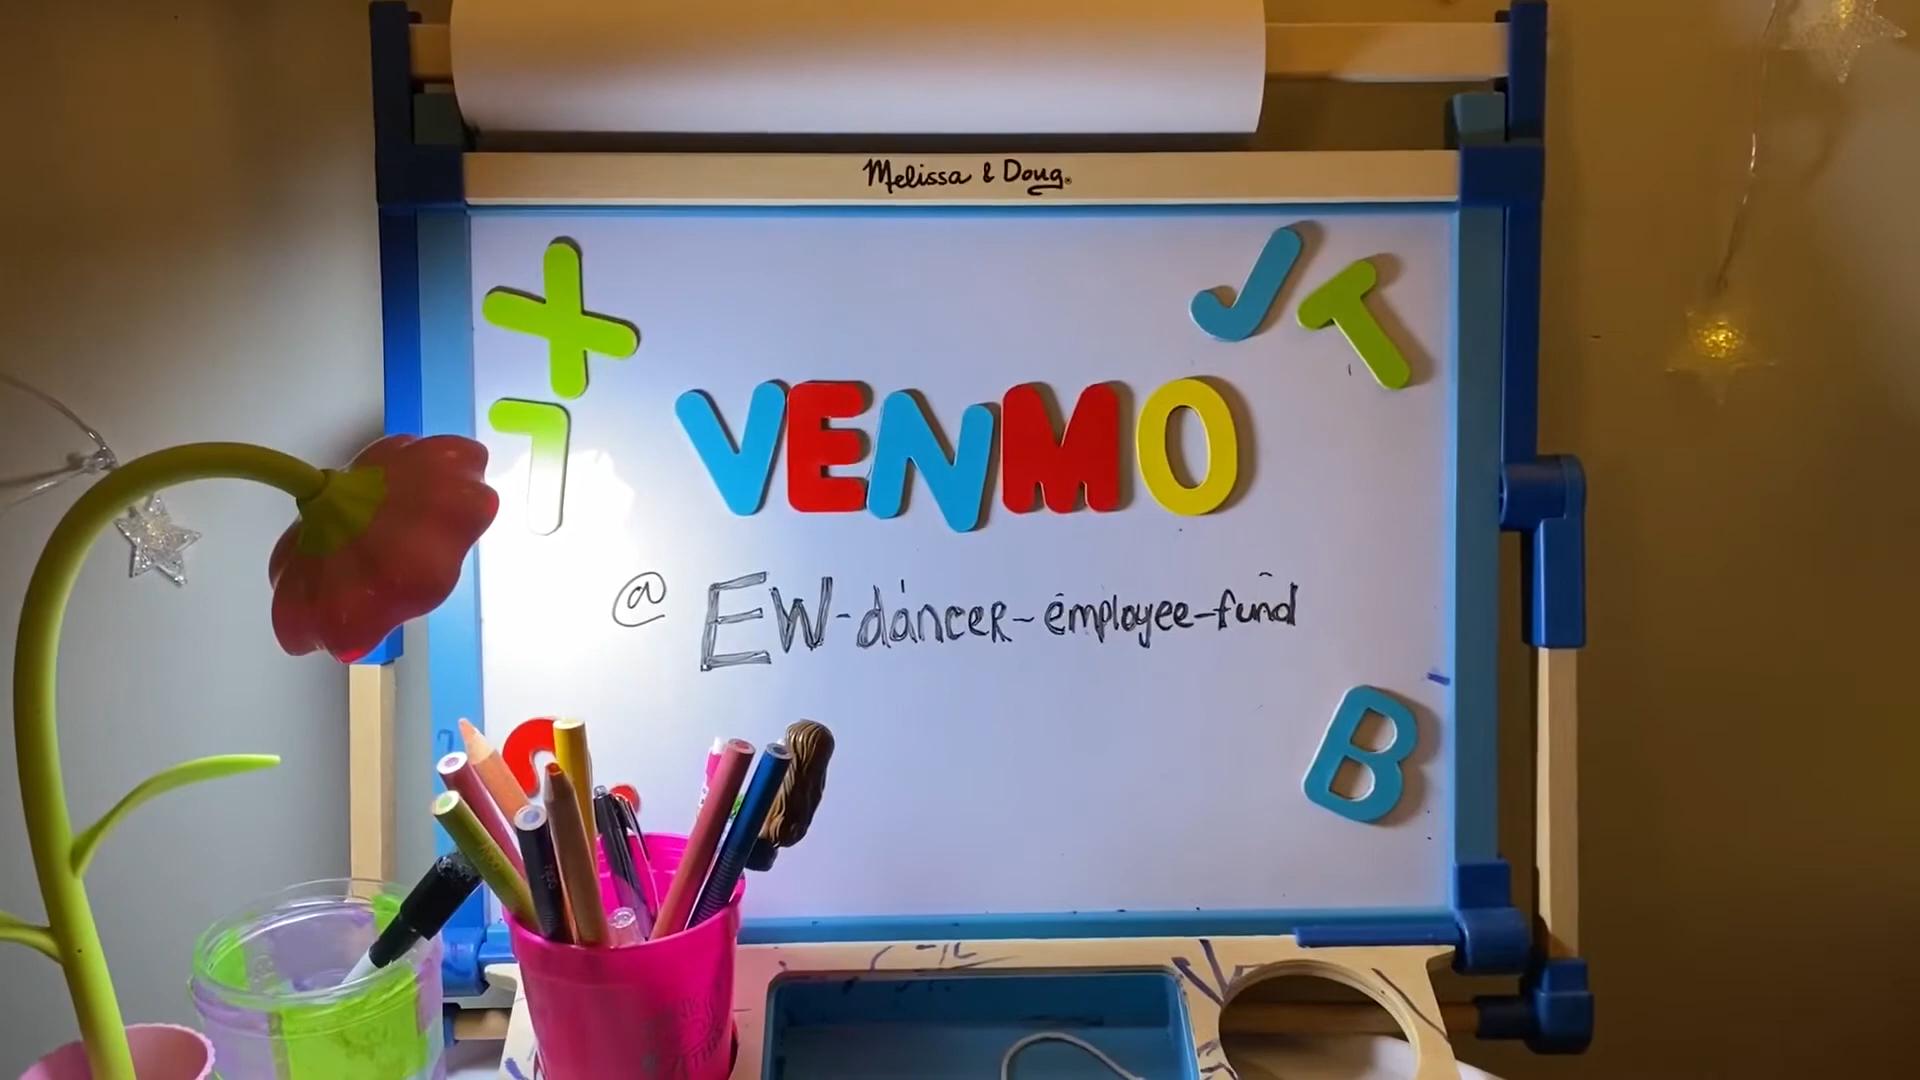 Melissa & Doug
J T
VENMO
@EW-dancer-employee-fund
B